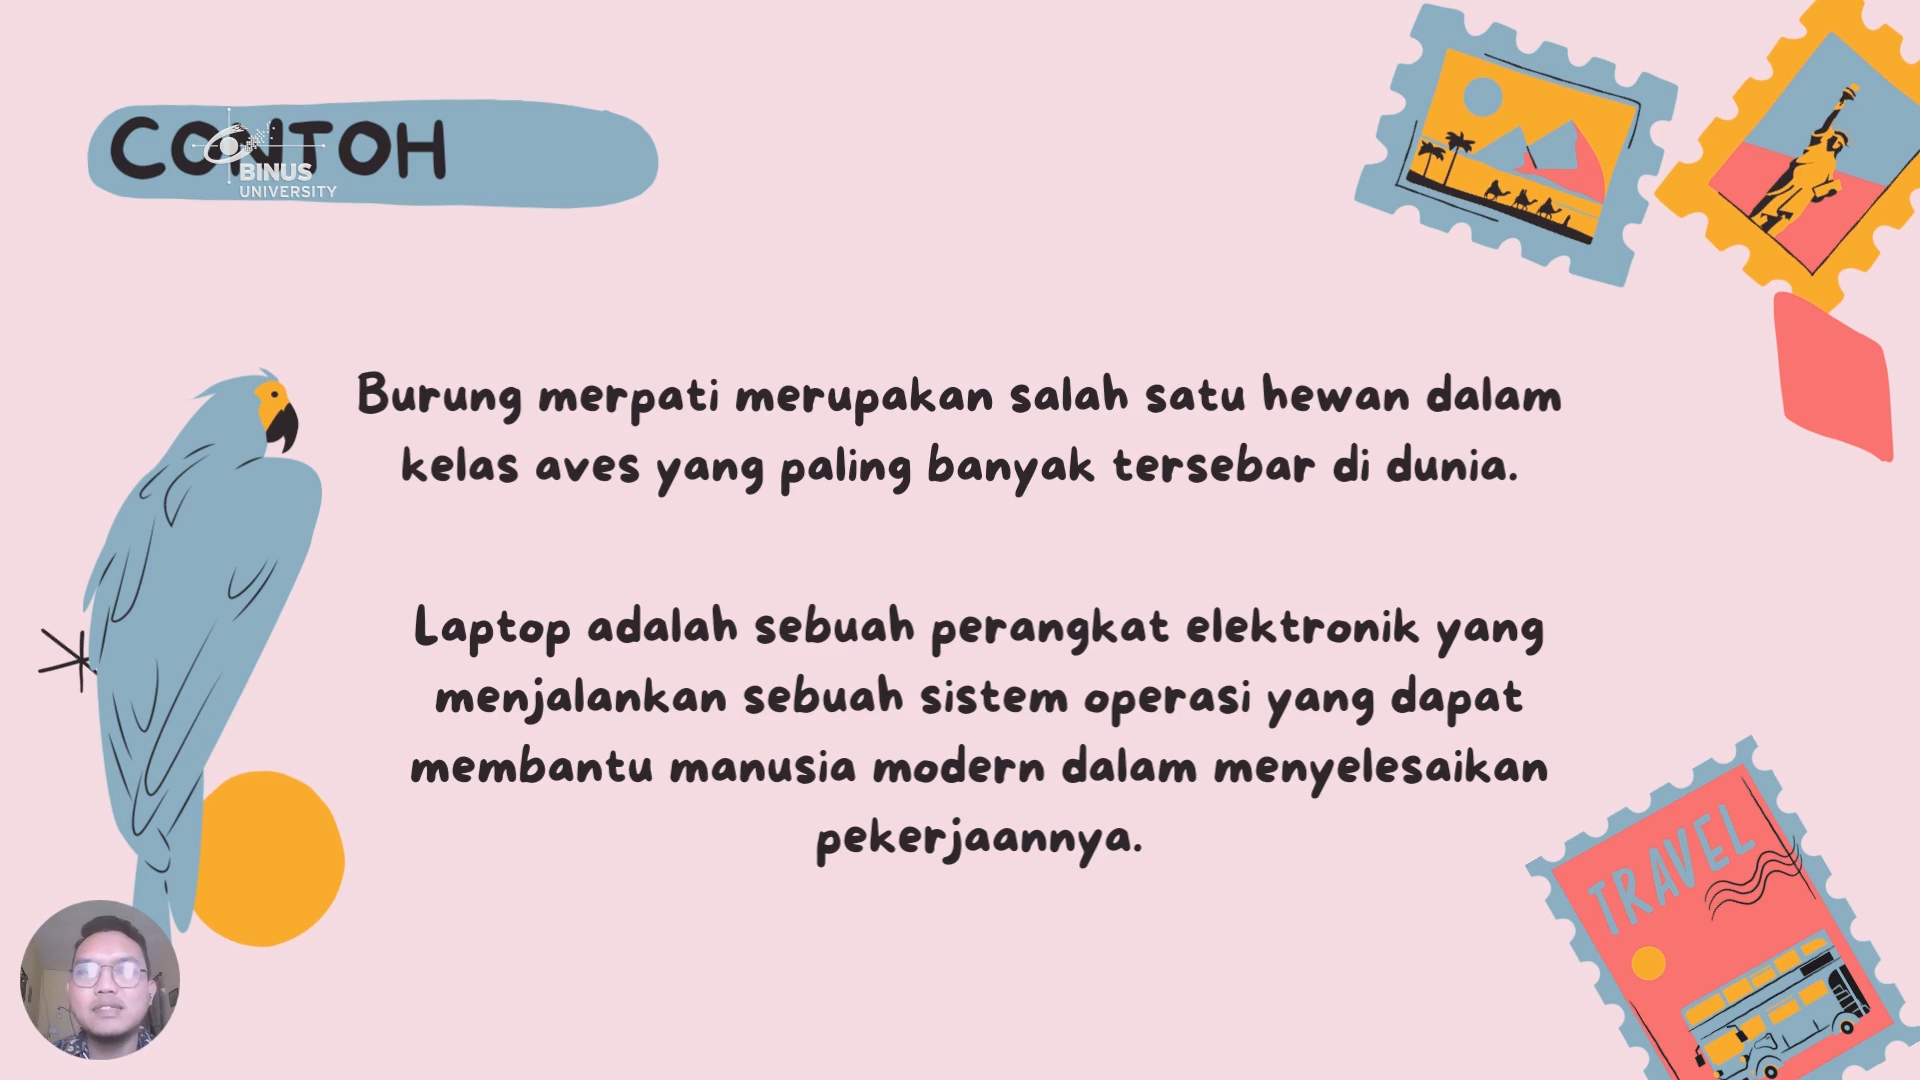 CONTOH
BINUS
UNIVERSITY
Burung merpati merupakan salah satu hewan dalam
kelas aves yang paling banyak tersebar di dunia.
Laptop adalah sebuah perangkat elektronik yang
menjalankan sebuah sistem operasi yang dapat
membantu manusia modern dalam menyelesaikan
pekerjaannya.
TRAVEL